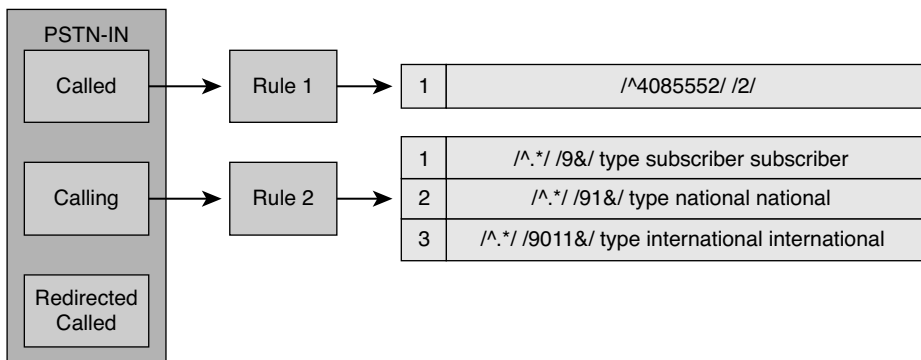 PSTN-IN
Called
Rule 1
1 /^4085552/ /2/
Calling
Rule 2
1 /^.*/ /9&/ type subscriber subscriber
2 /^.*/ /91&/ type national national
3 /^.*/ /9011&/ type international international
Redirected
Called